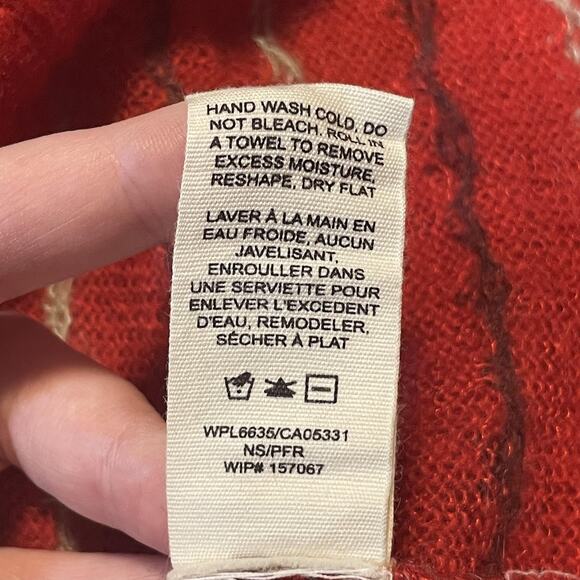 HAND WASH COLD, DO
NOT BLEACH. ROLL IN
A TOWEL TO REMOVE
EXCESS MOISTURE,
RESHAPE, DRY FLAT
LAVER À LA MAIN EN
EAU FROIDE, AUCUN
JAVELISANT,
ENROULLER DANS
UNE SERVIETTE POUR
ENLEVER L'EXCEDENT
D'EAU, REMODELER,
SÉCHER À PLAT
WPL6635/CA05331
NS/PFR
WIP# 157067